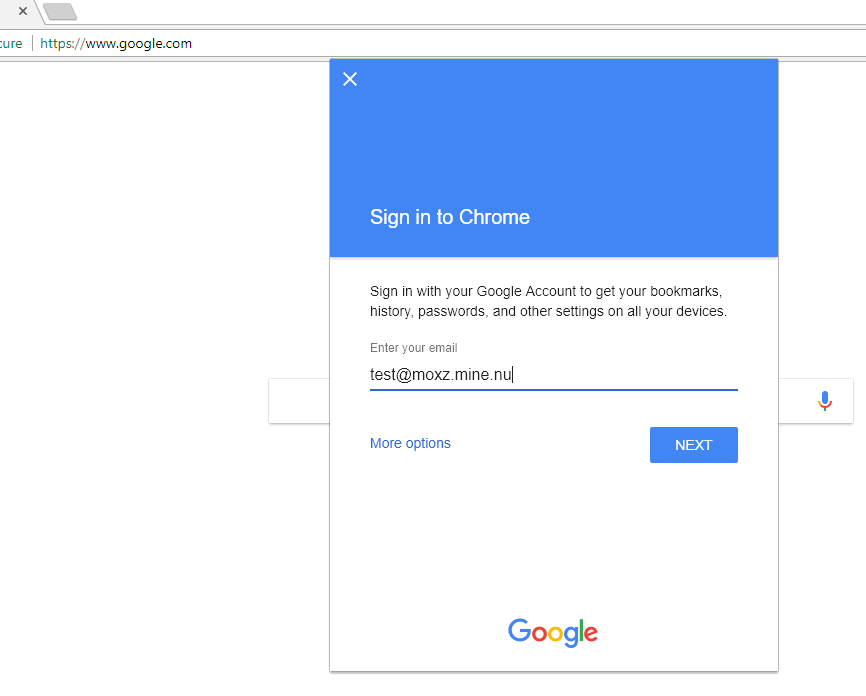 cure https://www.google.com
Sign in to Chrome
Sign in with your Google Account to get your bookmarks,
history, passwords, and other settings on all your devices.
Enter your email
test@moxz.mine.nu
More options
NEXT
Google